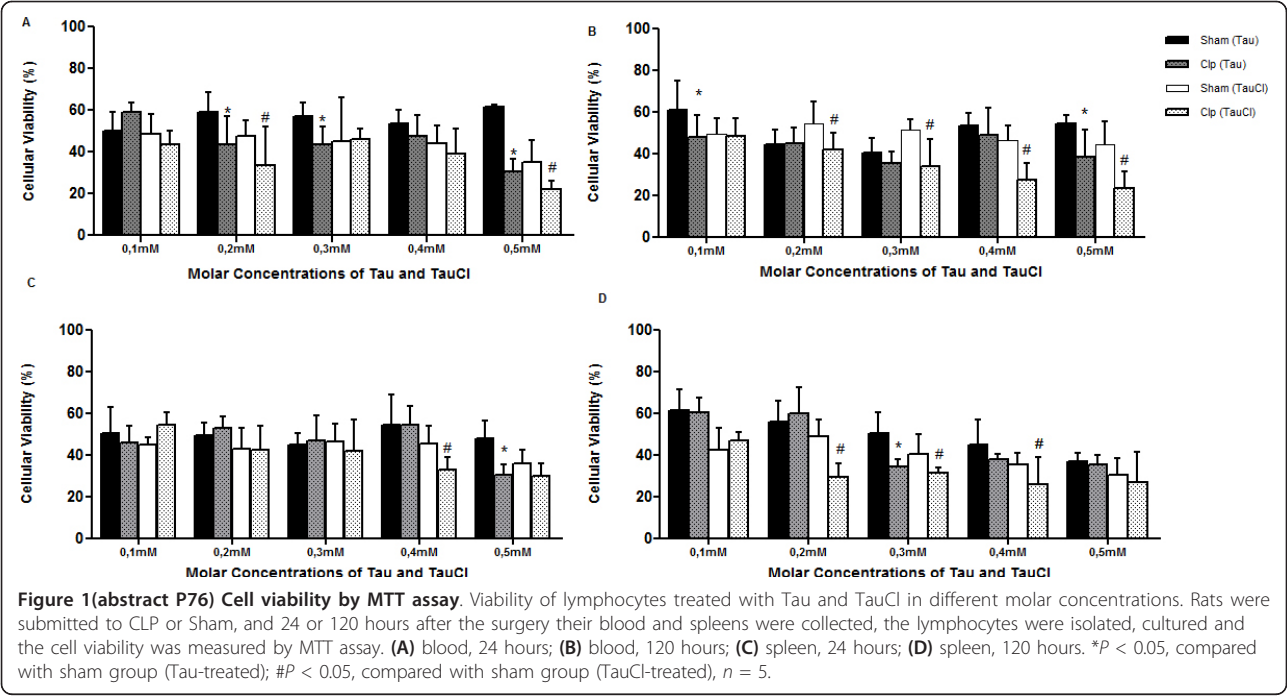 A
100
80
60
40
20
0
Cellular Viability (%)
* # * * #
0,1mM 0,2mM 0,3mM 0,4mM 0,5mM
Molar Concentrations of Tau and TauCl
B
100
80
60
40
20
0
Cellular Viability (%)
* # # # * #
0,1mM 0,2mM 0,3mM 0,4mM 0,5mM
Molar Concentrations of Tau and TauCl
Sham (Tau)
Clp (Tau)
Sham (TauCl)
Clp (TauCl)
C
100
80
60
40
20
0
Cellular Viability (%)
# *
0,1mM 0,2mM 0,3mM 0,4mM 0,5mM
Molar Concentrations of Tau and TauCl
D
100
80
60
40
20
0
Cellular Viability (%)
# * # #
0,1mM 0,2mM 0,3mM 0,4mM 0,5mM
Molar Concentrations of Tau and TauCl
Figure 1(abstract P76) Cell viability by MTT assay. Viability of lymphocytes treated with Tau and TauCl in different molar concentrations. Rats were
submitted to CLP or Sham, and 24 or 120 hours after the surgery their blood and spleens were collected, the lymphocytes were isolated, cultured and
the cell viability was measured by MTT assay. (A) blood, 24 hours; (B) blood, 120 hours; (C) spleen, 24 hours; (D) spleen, 120 hours. *P < 0.05, compared
with sham group (Tau-treated); #P < 0.05, compared with sham group (TauCl-treated), n = 5.